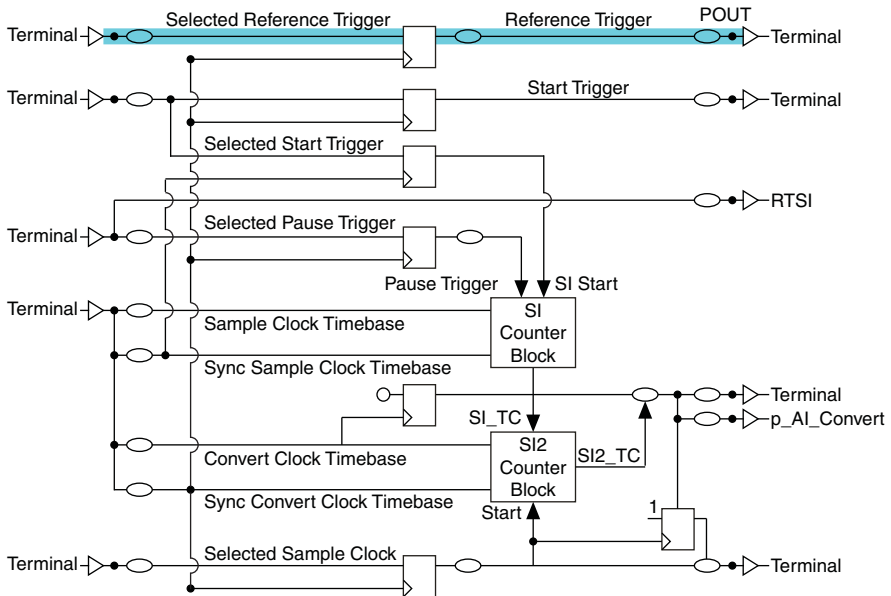 Selected Reference Trigger
Reference Trigger
POUT
Terminal
Terminal
Terminal
Start Trigger
Terminal
Selected Start Trigger
RTSI
Selected Pause Trigger
Terminal
Pause Trigger
SI Start
Terminal
SI
Counter
Block
Sample Clock Timebase
Sync Sample Clock Timebase
Terminal
SI_TC
p_AI_Convert
SI2
Counter
Block
SI2_TC
Convert Clock Timebase
Sync Convert Clock Timebase
Start
1
Selected Sample Clock
Terminal
Terminal